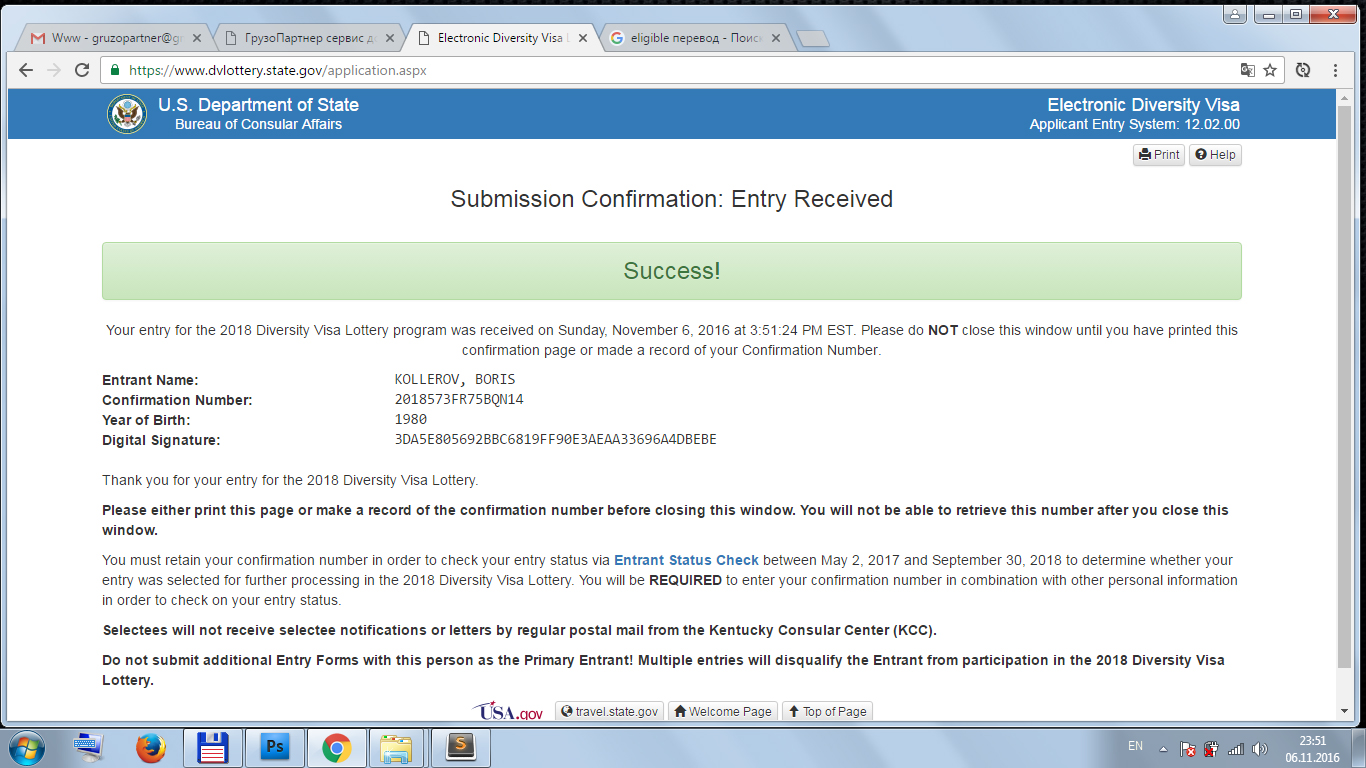 Www - gruzopartner@g
ГрузоПартнер сервис д
Electronic Diversity Visa
eligible перевод - Поис
https://www.dvlottery.state.gov/application.aspx
U.S. Department of State
Bureau of Consular Affairs
Electronic Diversity Visa
Applicant Entry System: 12.02.00
Print
Help
Submission Confirmation: Entry Received
Success!
Your entry for the 2018 Diversity Visa Lottery program was received on Sunday, November 6, 2016 at 3:51:24 PM EST. Please do NOT close this window until you have printed this
confirmation page or made a record of your Confirmation Number.
Entrant Name: KOLLEROV, BORIS
Confirmation Number: 2018573FR75BQN14
Year of Birth: 1980
Digital Signature: 3DA5E805692BBC6819FF90E3AEAA33696A4DBEBE
Thank you for your entry for the 2018 Diversity Visa Lottery.
Please either print this page or make a record of the confirmation number before closing this window. You will not be able to retrieve this number after you close this
window.
You must retain your confirmation number in order to check your entry status via Entrant Status Check between May 2, 2017 and September 30, 2018 to determine whether your
entry was selected for further processing in the 2018 Diversity Visa Lottery. You will be REQUIRED to enter your confirmation number in combination with other personal information
in order to check on your entry status.
Selectees will not receive selectee notifications or letters by regular postal mail from the Kentucky Consular Center (KCC).
Do not submit additional Entry Forms with this person as the Primary Entrant! Multiple entries will disqualify the Entrant from participation in the 2018 Diversity Visa
Lottery.
USA.gov
travel.state.gov
Welcome Page
Top of Page
Ps
S
EN
23:51
06.11.2016